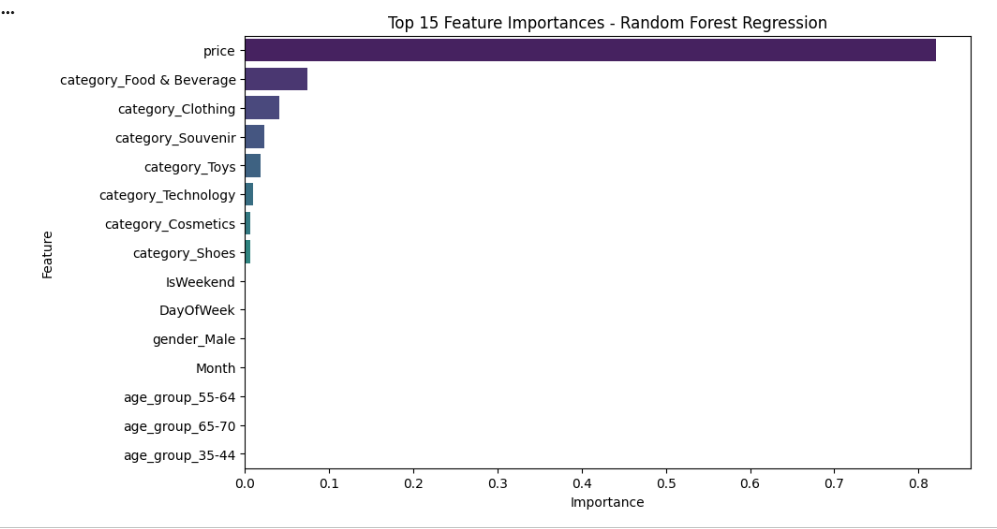 ...
Top 15 Feature Importances - Random Forest Regression
price
category_Food & Beverage
category_Clothing
category_Souvenir
category_Toys
category_Technology
category_Cosmetics
category_Shoes
IsWeekend
DayOfWeek
gender_Male
Month
age_group_55-64
age_group_65-70
age_group_35-44
Feature
0.0 0.1 0.2 0.3 0.4 0.5 0.6 0.7 0.8
Importance